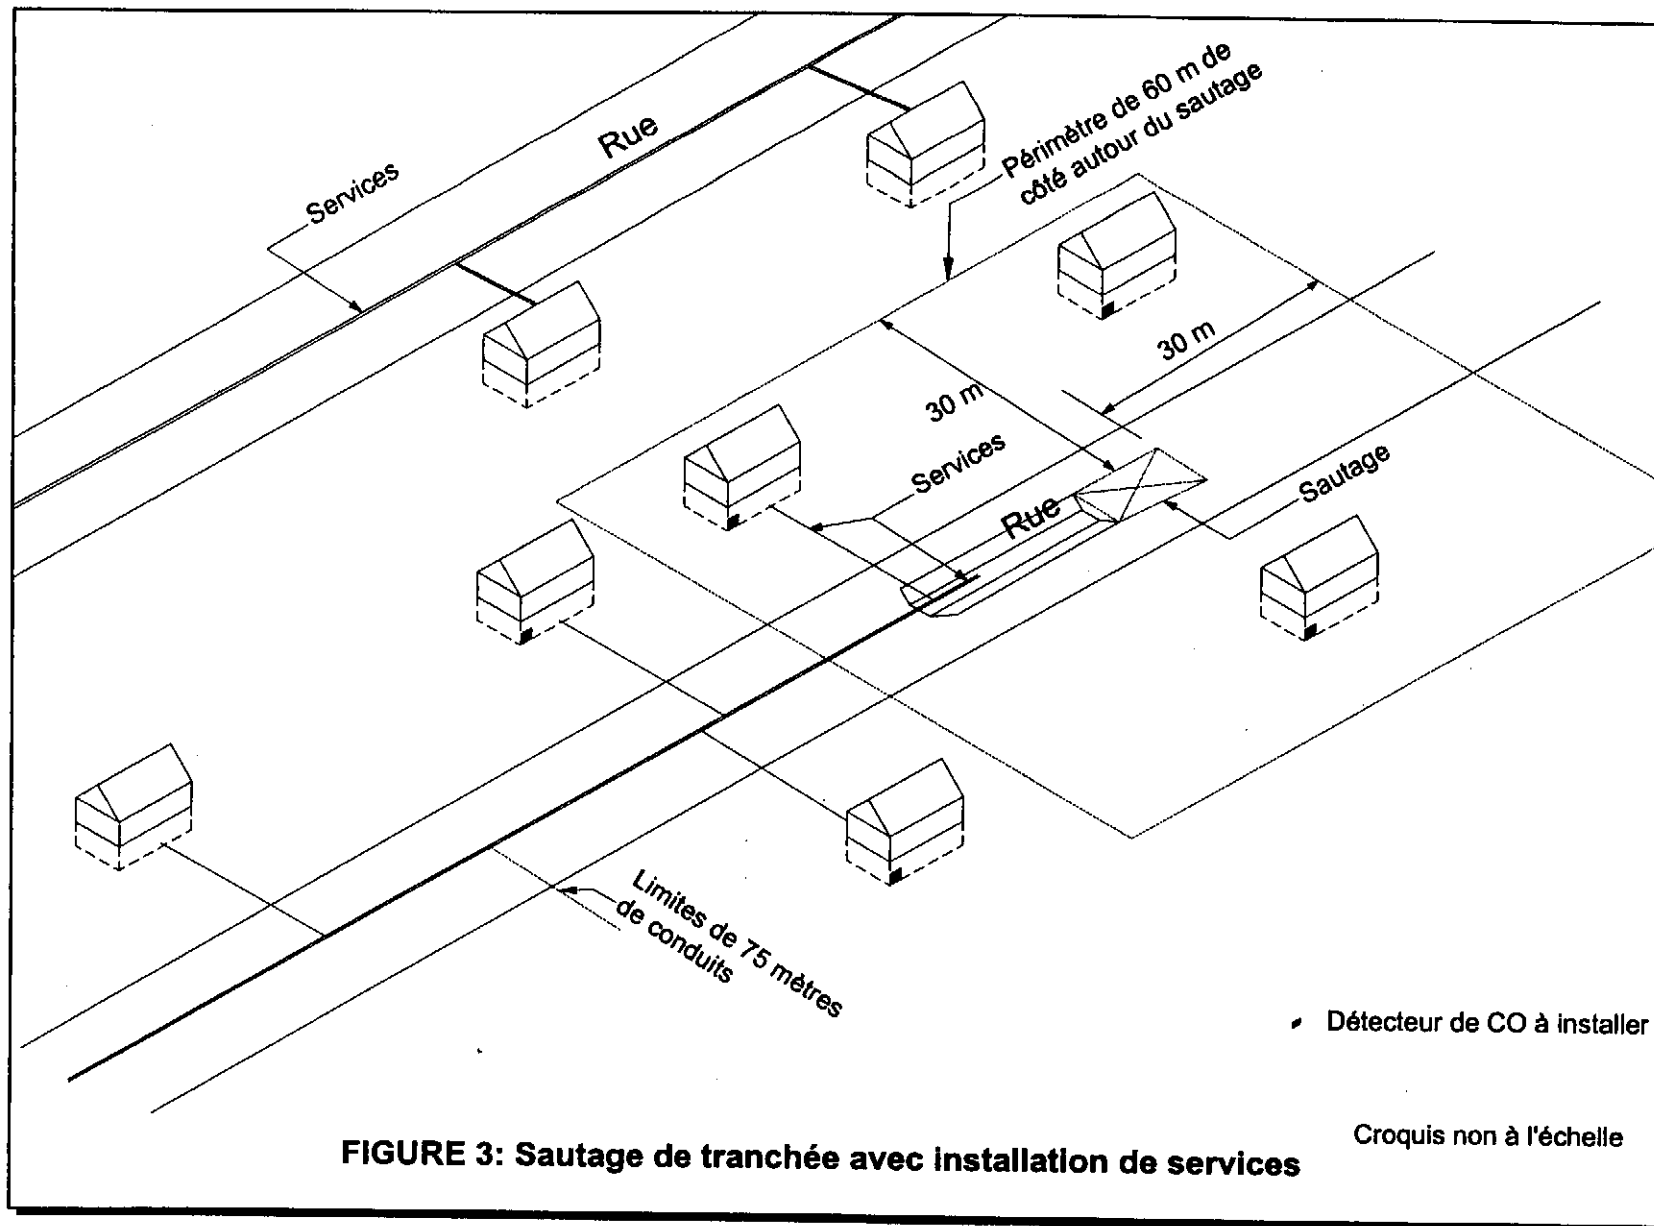 Rue
Services
Périmètre de 60 m de
côté autour du sautage
30 m
30 m
Services
Rue
Sautage
Limites de 75 mètres
de conduits
Détecteur de CO à installer
Croquis non à l'échelle
FIGURE 3: Sautage de tranchée avec installation de services